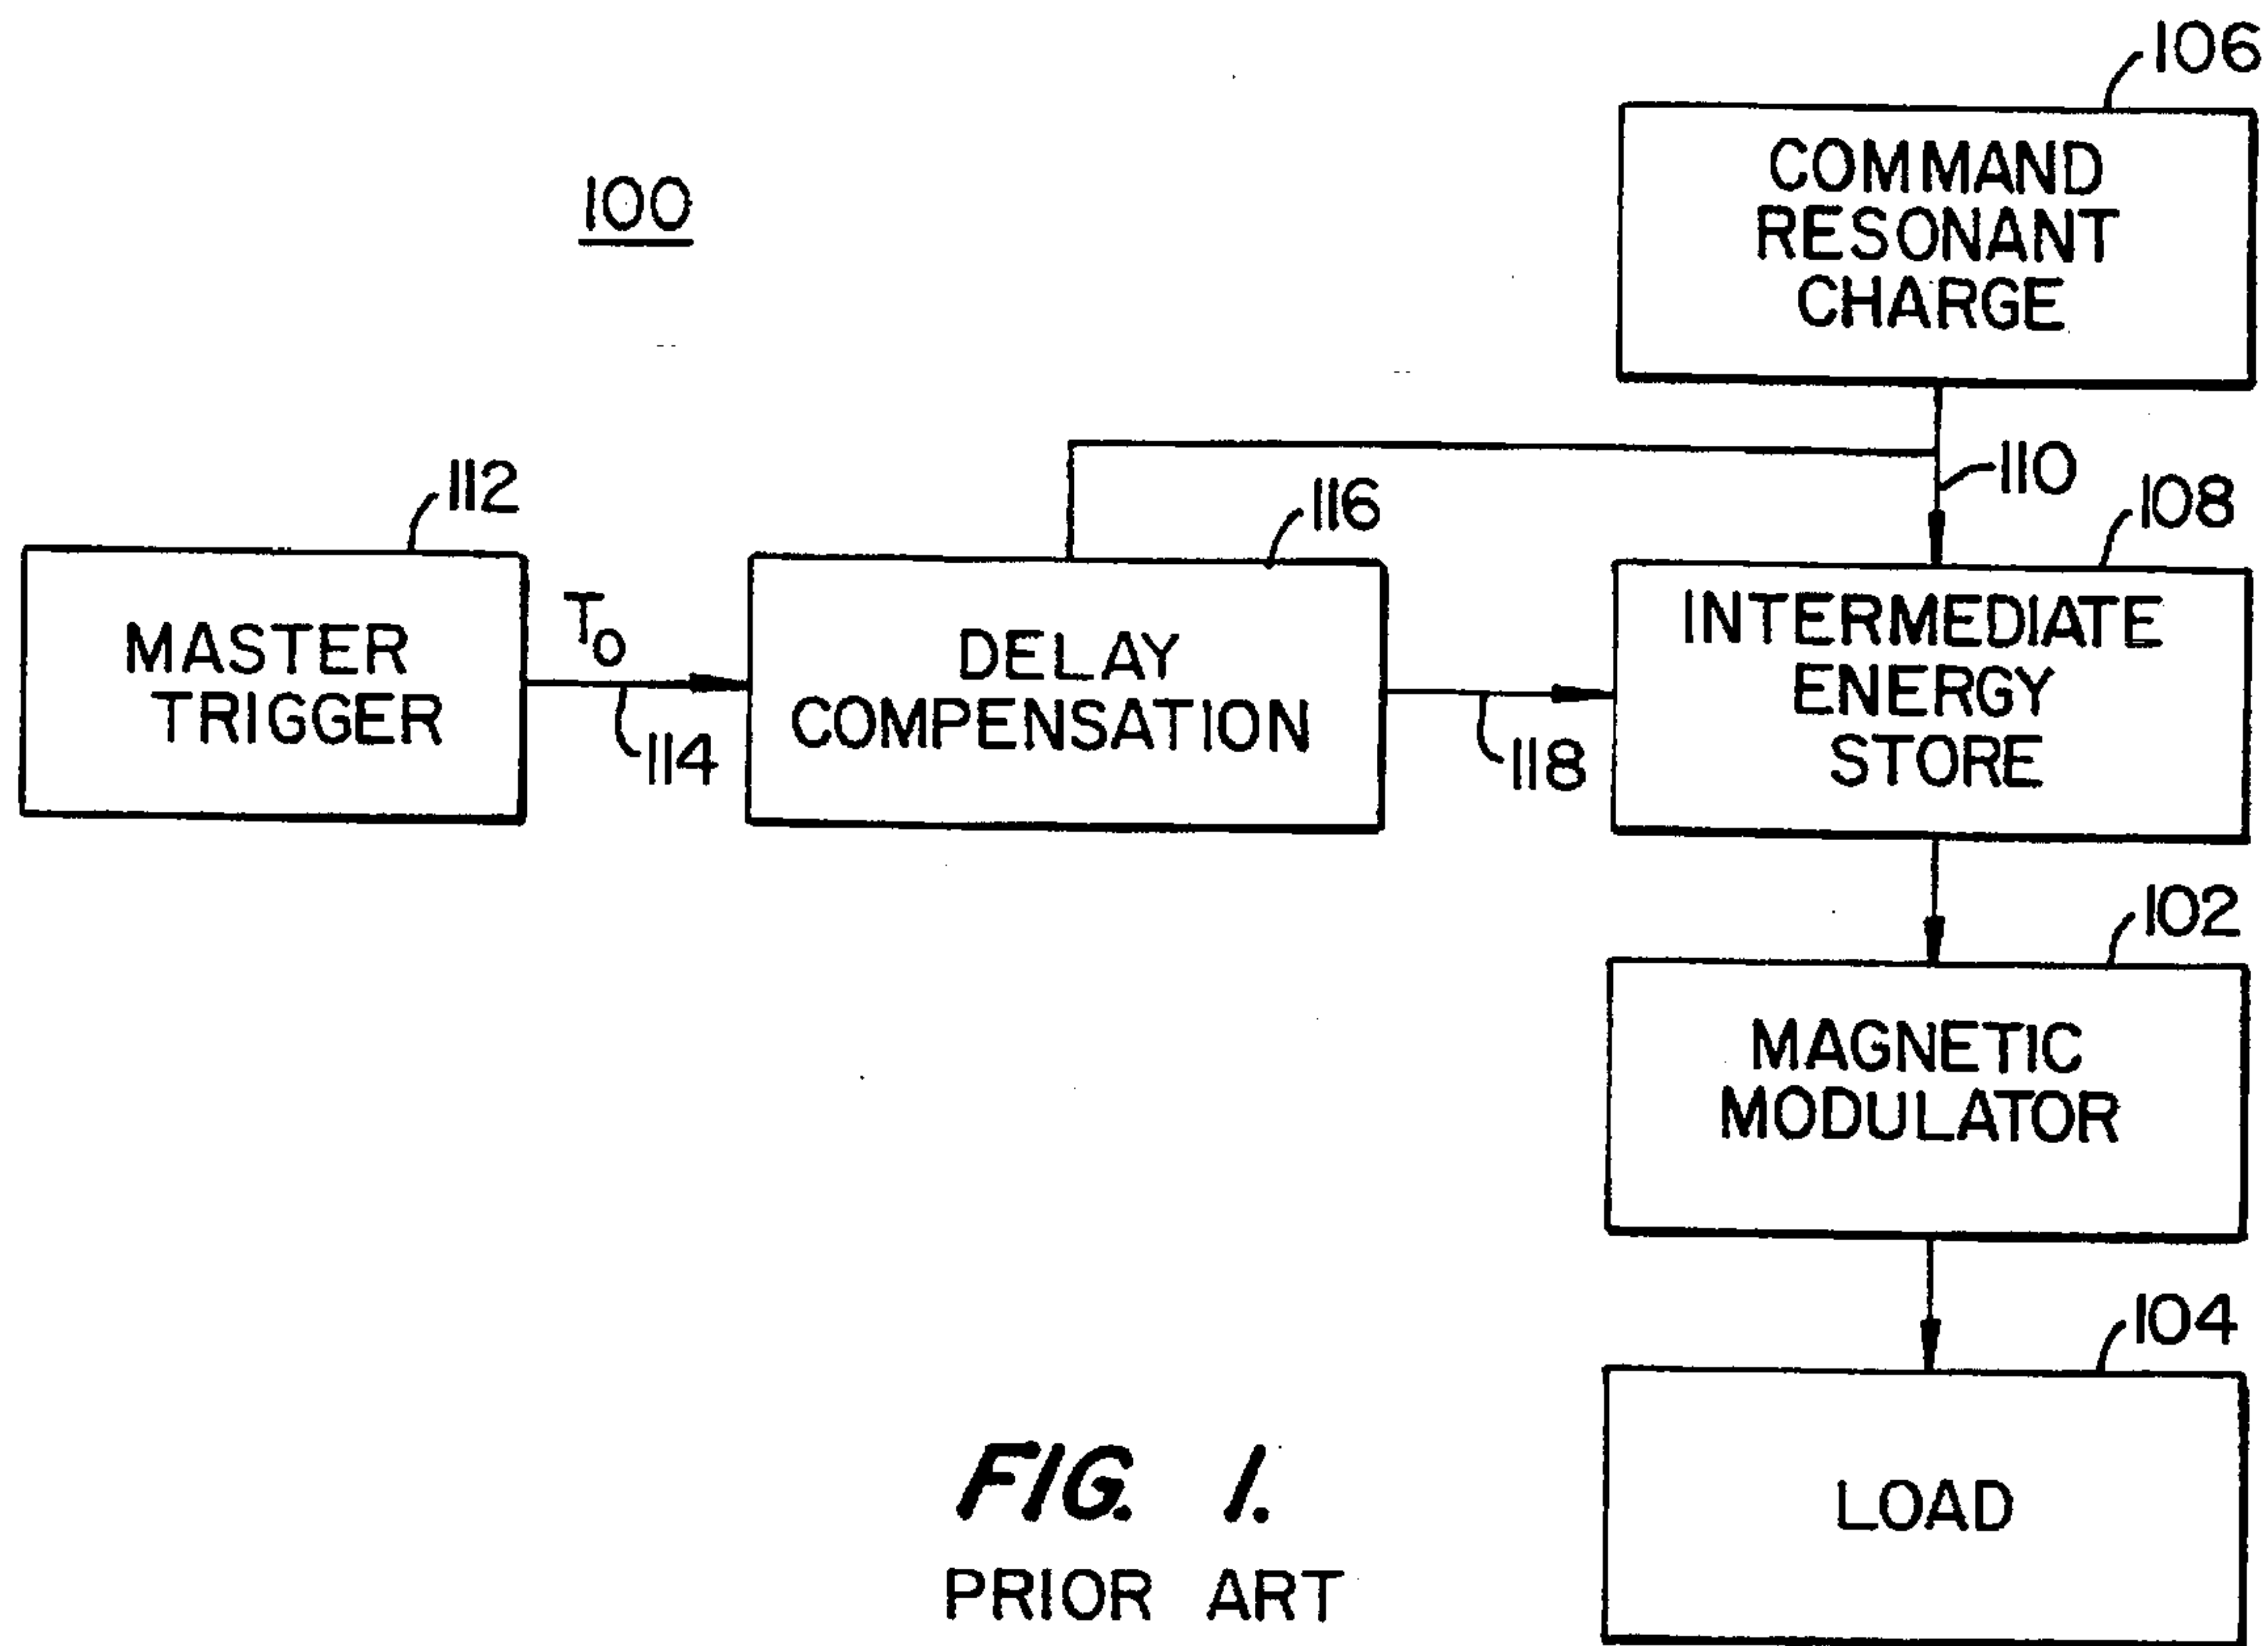 106
COMMAND
RESONANT
CHARGE
100
110
112
116
108
MASTER
TRIGGER
T0
114
DELAY
COMPENSATION
118
INTERMEDIATE
ENERGY
STORE
102
MAGNETIC
MODULATOR
104
LOAD
FIG. 1.
PRIOR ART